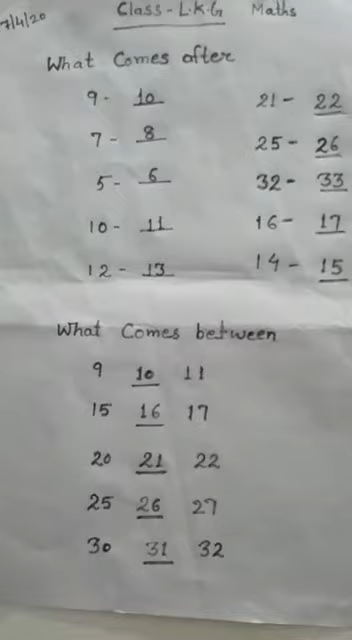 7/4/20 Class - L.K.G Maths
What Comes after
9 - 10 21 - 22
7 - 8 25 - 26
5 - 6 32 - 33
10 - 11 16 - 17
12 - 13 14 - 15
What Comes between
9 10 11
15 16 17
20 21 22
25 26 27
30 31 32